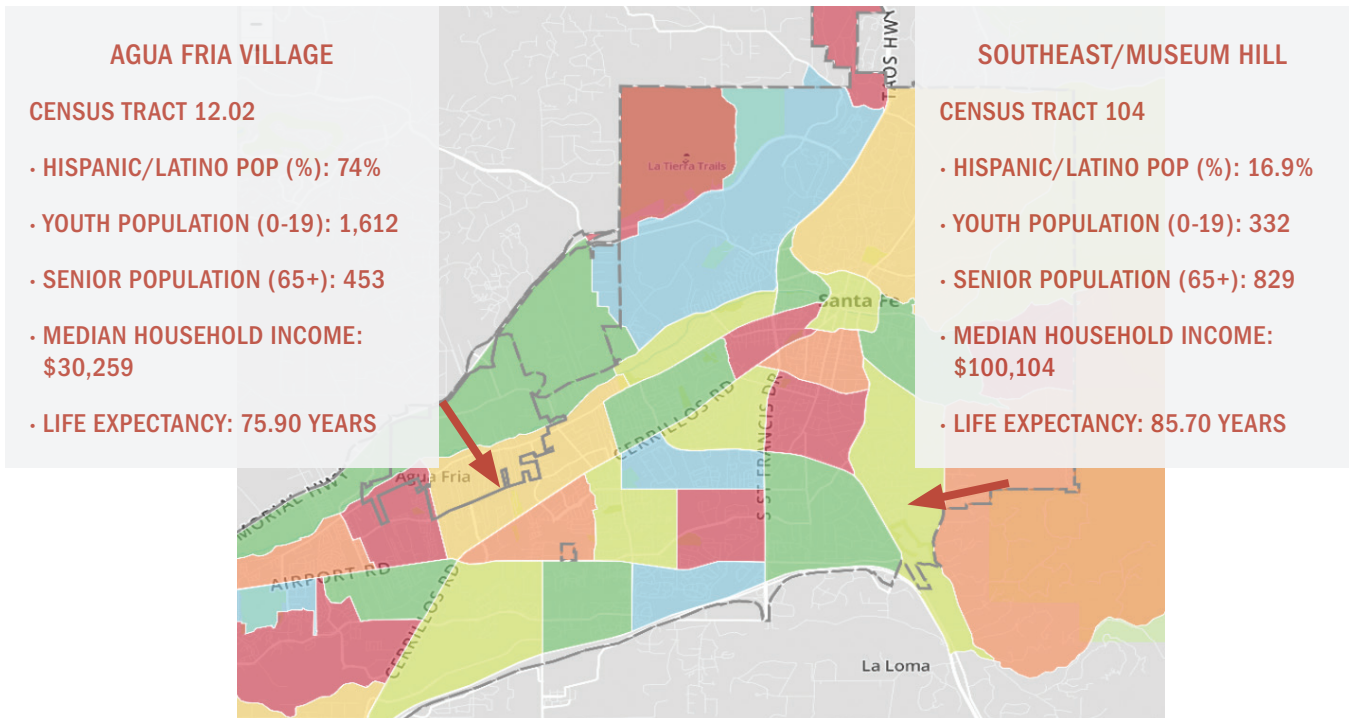 AGUA FRIA VILLAGE
CENSUS TRACT 12.02
· HISPANIC/LATINO POP (%): 74%
· YOUTH POPULATION (0-19): 1,612
· SENIOR POPULATION (65+): 453
· MEDIAN HOUSEHOLD INCOME:
$30,259
· LIFE EXPECTANCY: 75.90 YEARS
SOUTHEAST/MUSEUM HILL
CENSUS TRACT 104
· HISPANIC/LATINO POP (%): 16.9%
· YOUTH POPULATION (0-19): 332
· SENIOR POPULATION (65+): 829
· MEDIAN HOUSEHOLD INCOME:
$100,104
· LIFE EXPECTANCY: 85.70 YEARS
TAOS HWY
La Tierra Trails
Santa Fe
CERRILLOS RD
S ST FRANCIS DR
Agua Fria
MORIAL HWY
AIRPORT RD
CERRILLOS RD
La Loma